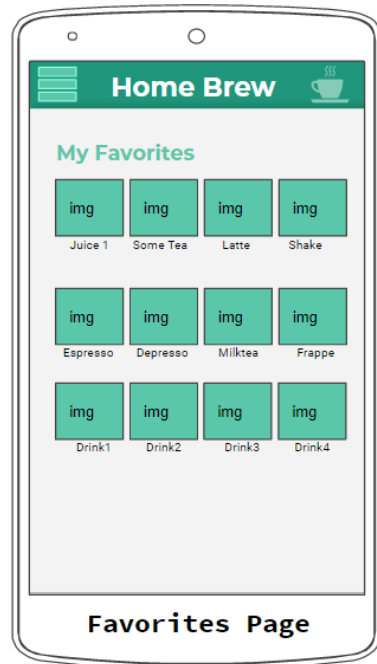 Home Brew
My Favorites
img img img img
Juice 1 Some Tea Latte Shake
img img img img
Espresso Depresso Milktea Frappe
img img img img
Drink1 Drink2 Drink3 Drink4
Favorites Page